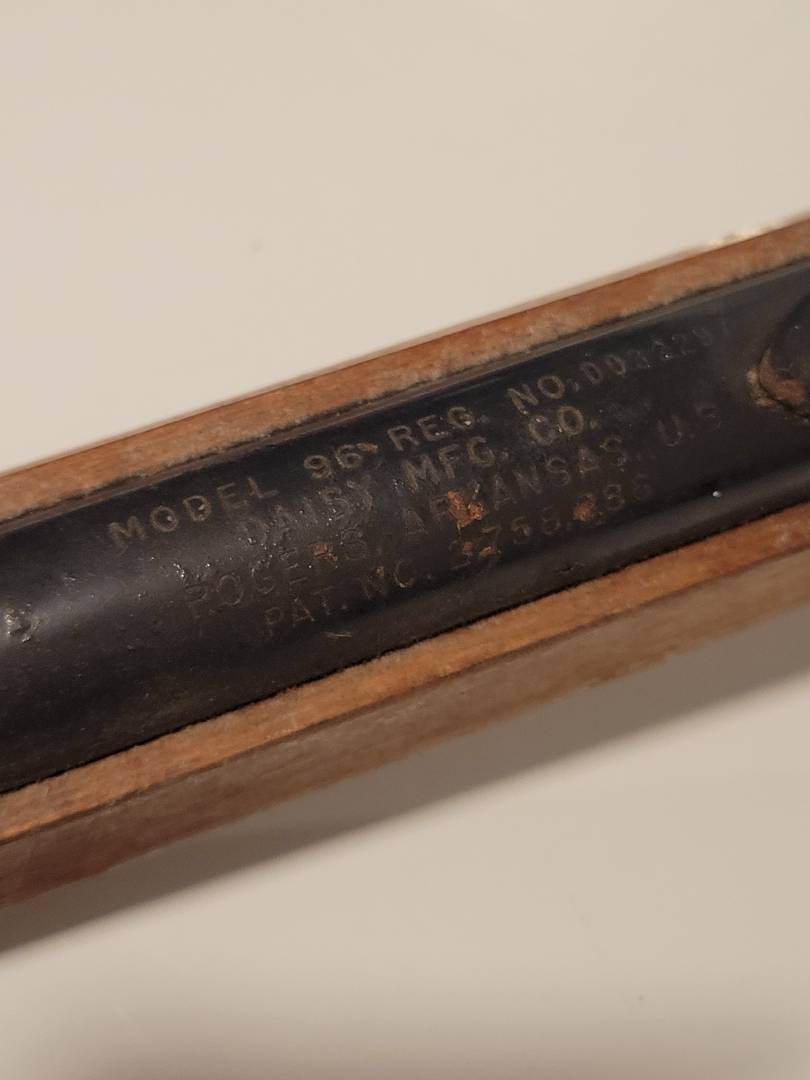 MODEL 96 REG. NO.
DAISY MFG. CO.
ROGERS, ARKANSAS, U.S
PAT. NO.